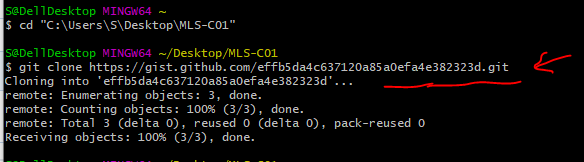 S@DellDesktop MINGW64 ~
$ cd "C:\Users\S\Desktop\MLS-C01"
S@DellDesktop MINGW64 ~/Desktop/MLS-C01
$ git clone https://gist.github.com/effb5da4c637120a85a0efa4e382323d.git
Cloning into 'effb5da4c637120a85a0efa4e382323d'...
remote: Enumerating objects: 3, done.
remote: Counting objects: 100% (3/3), done.
remote: Total 3 (delta 0), reused 0 (delta 0), pack-reused 0
Receiving objects: 100% (3/3), done.